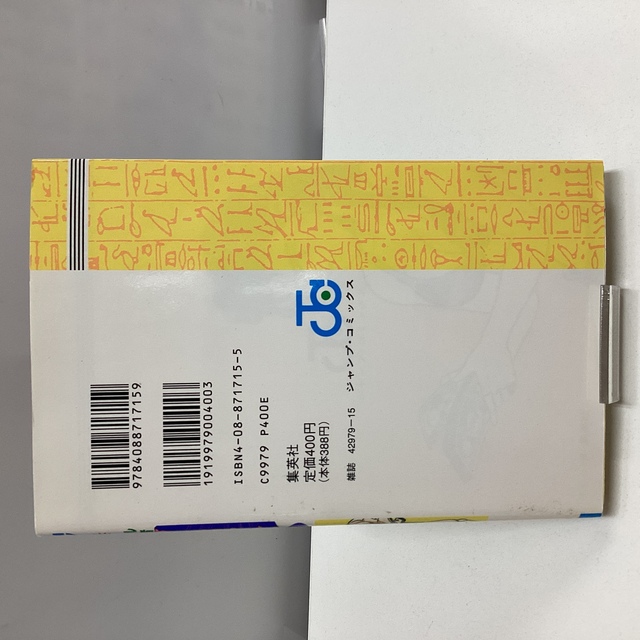 JC
ジャンプ・コミックス
9784088717159
1919979004003
ISBN4-08-871715-5
C9979 P400E
集英社
定価400円
(本体388円)
雑誌 42979-15